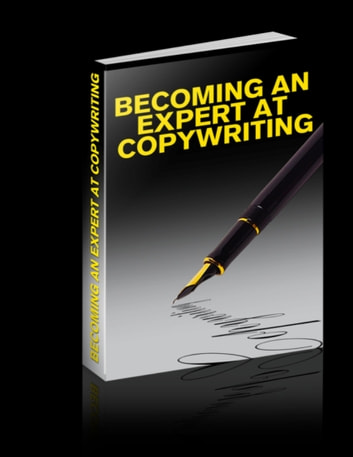 BECOMING AN
EXPERT AT
COPYWRITING
BECOMING AN EXPERT AT COPYWRITING